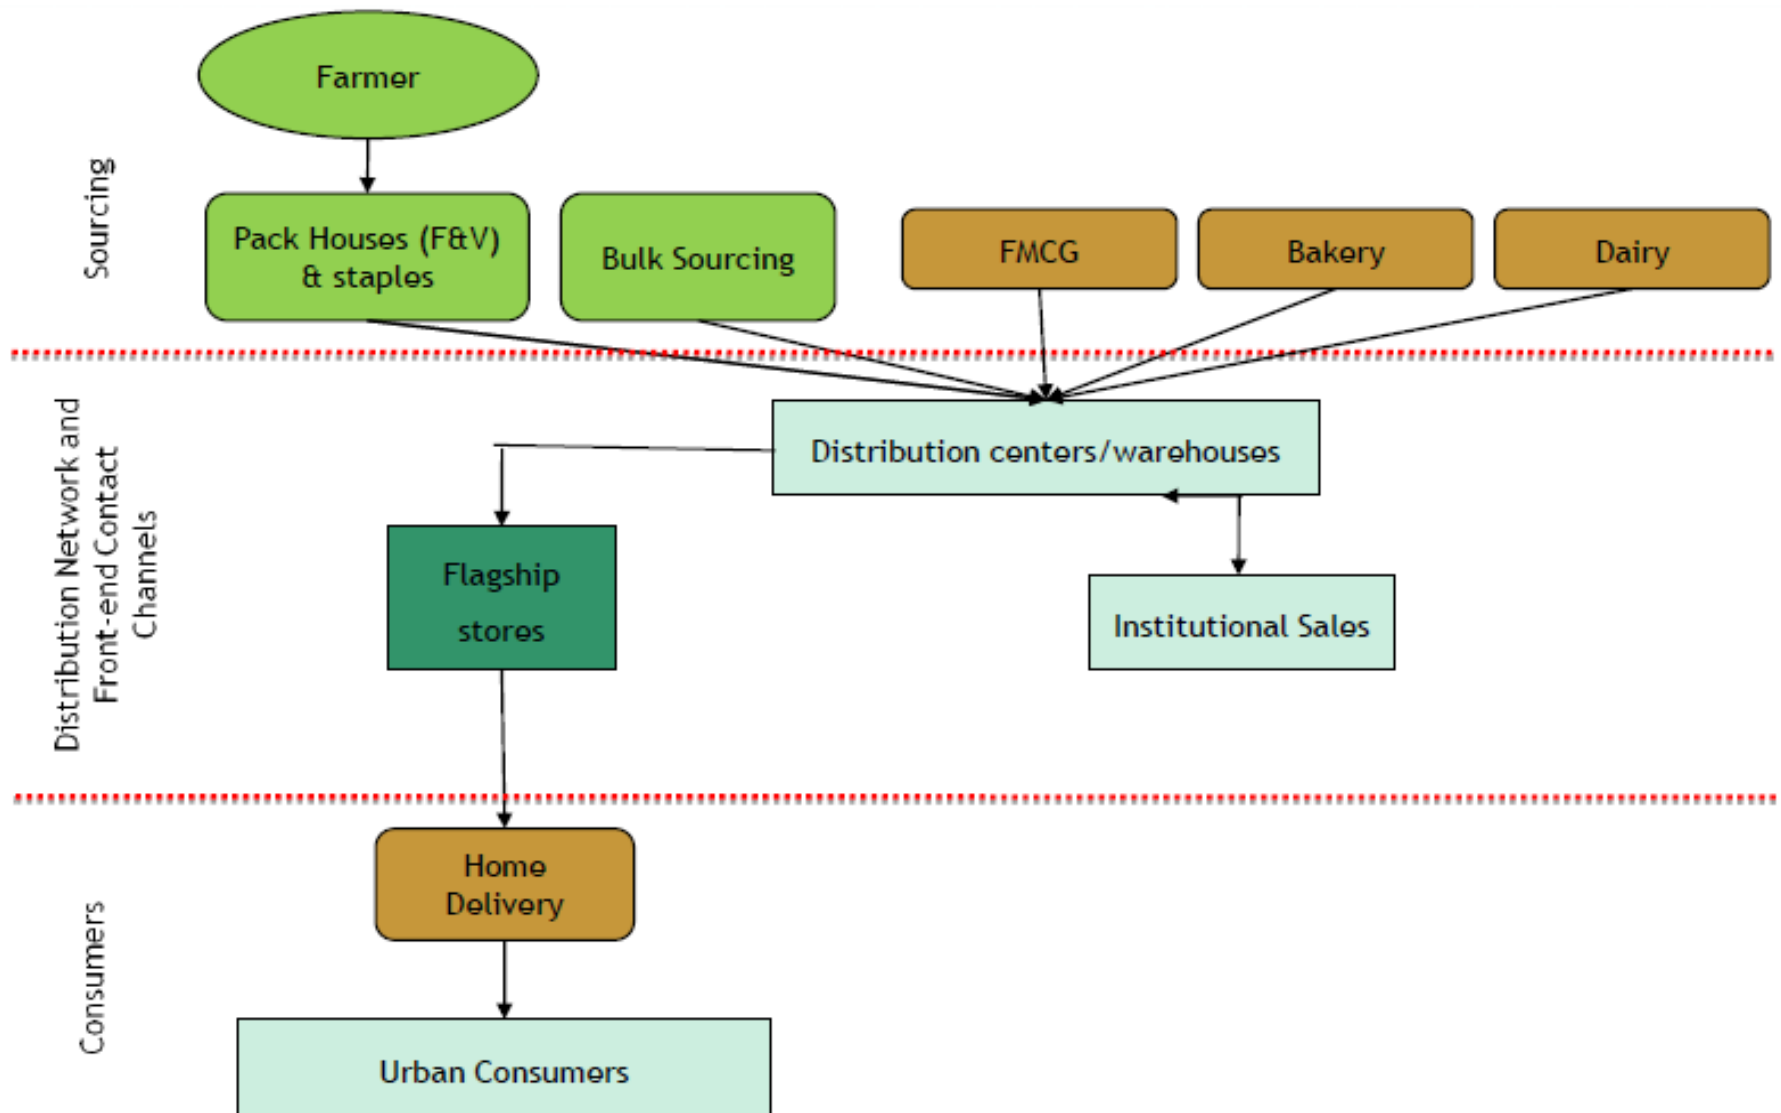 Farmer
Sourcing
Pack Houses (F&V)
& staples
Bulk Sourcing
FMCG
Bakery
Dairy
Distribution Network and
Front-end Contact
Channels
Distribution centers/warehouses
Flagship
stores
Institutional Sales
Consumers
Home
Delivery
Urban Consumers